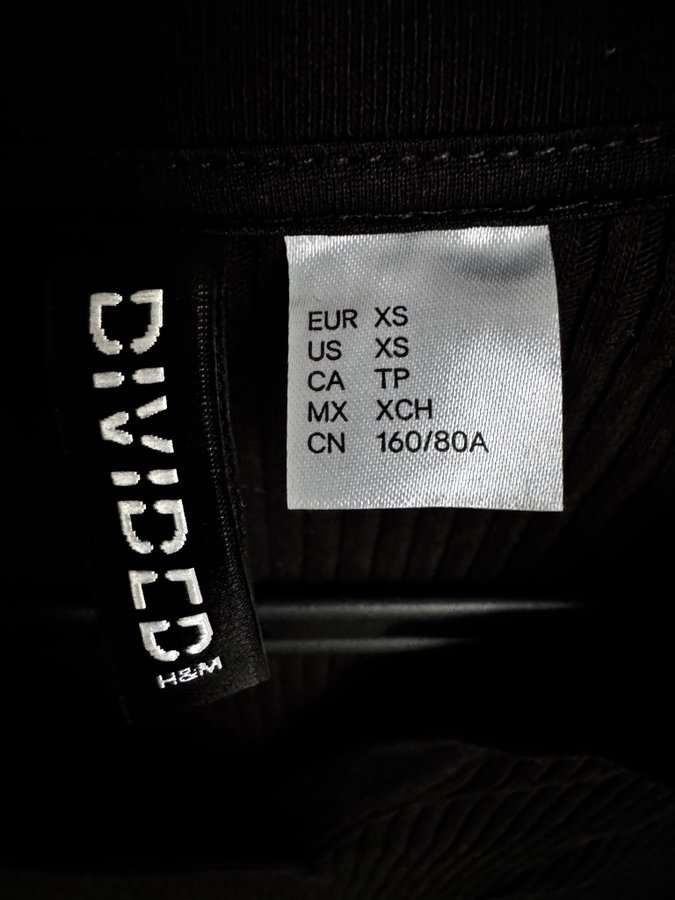 DIVIDED
H&M
EUR XS
US XS
CA TP
MX XCH
CN 160/80A